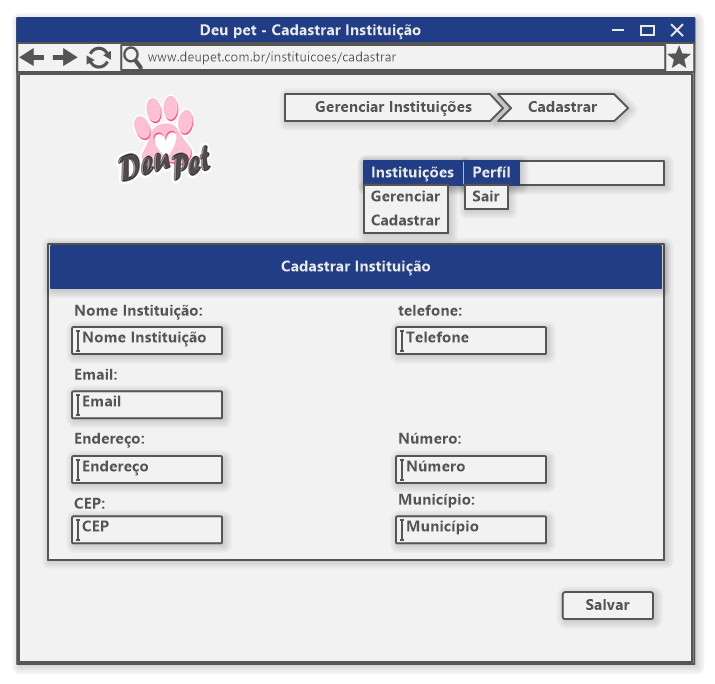 Deu pet - Cadastrar Instituição
www.deupet.com.br/instituicoes/cadastrar
Gerenciar Instituições Cadastrar
Deu Pet
Instituições Perfíl
Gerenciar Sair
Cadastrar
Cadastrar Instituição
Nome Instituição: telefone:
Nome Instituição Telefone
Email:
Email
Endereço: Número:
Endereço Número
CEP: Município:
CEP Município
Salvar